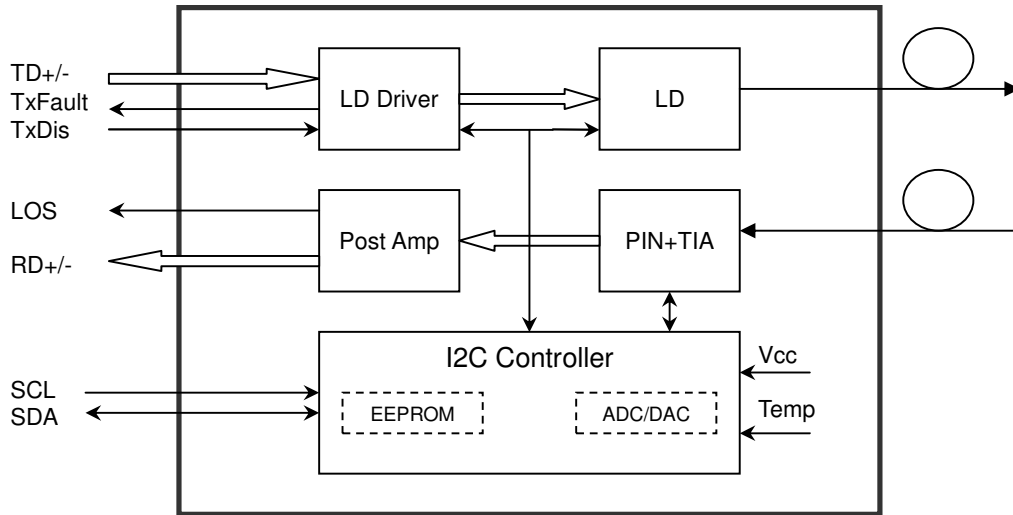 TD+/-
TxFault
TxDis
LD Driver
LD
LOS
RD+/-
Post Amp
PIN+TIA
I2C Controller
Vcc
SCL
SDA
EEPROM
ADC/DAC
Temp